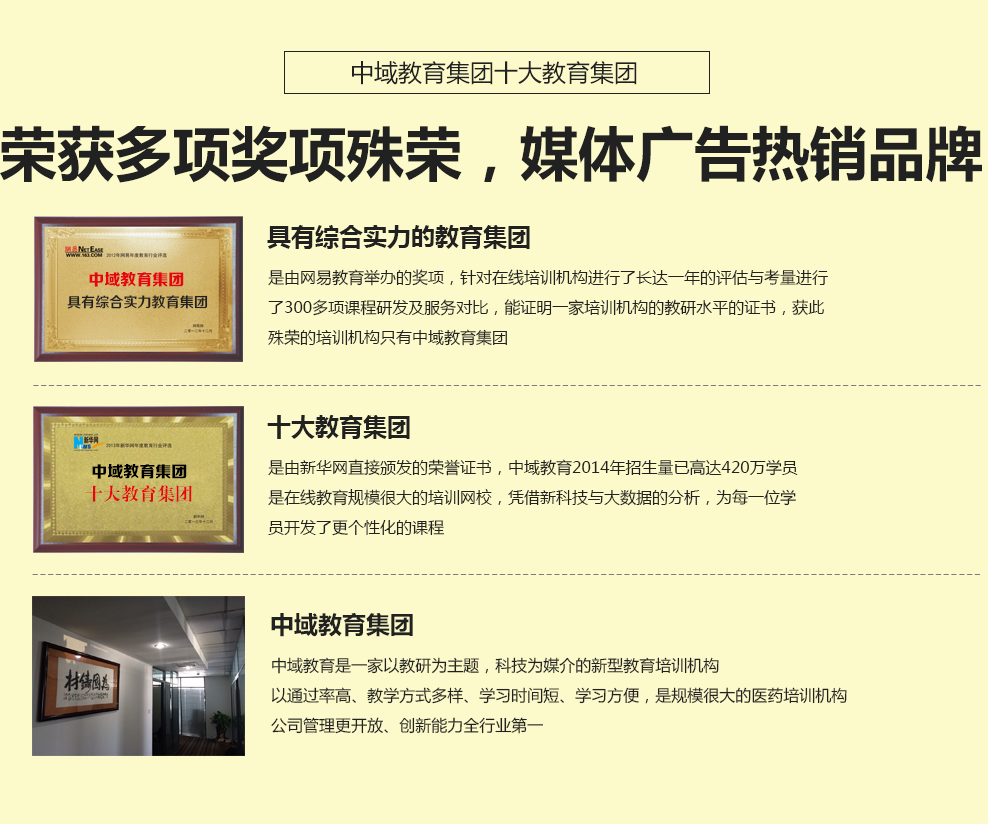 中域教育集团十大教育集团
荣获多项奖项殊荣，媒体广告热销品牌
网易NETEASE
WWW.163.COM 2012年网易年度教育行业评选
中域教育集团
具有综合实力教育集团
具有综合实力的教育集团
是由网易教育举办的奖项，针对在线培训机构进行了长达一年的评估与考量进行
了300多项课程研发及服务对比，能证明一家培训机构的教研水平的证书，获此
殊荣的培训机构只有中域教育集团
新华网
NEWS 2013年新华网年度教育行业评选
中域教育集团
十大教育集团
十大教育集团
是由新华网直接颁发的荣誉证书，中域教育2014年招生量已高达420万学员
是在线教育规模很大的培训网校，凭借新科技与大数据的分析，为每一位学
员开发了更个性化的课程
材鑄國為
中域教育集团
中域教育是一家以教研为主题，科技为媒介的新型教育培训机构
以通过率高、教学方式多样、学习时间短、学习方便，是规模很大的医药培训机构
公司管理更开放、创新能力全行业第一